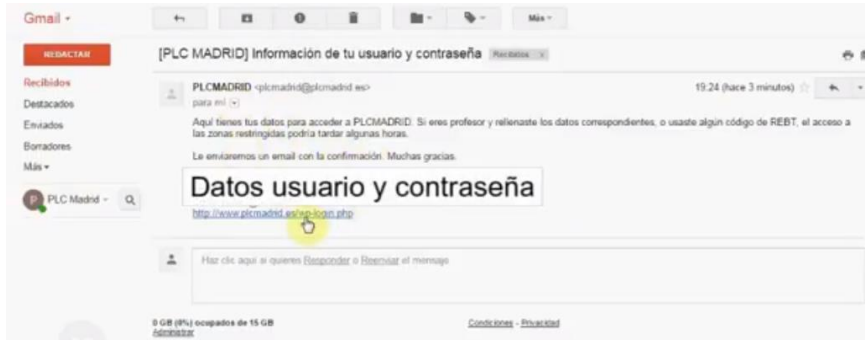 Gmail
Más
REDACTAR
[PLC MADRID] Información de tu usuario y contraseña Recibidos x
Recibidos
PLCMADRID <plcmadrid@plcmadrid.es>
19:24 (hace 3 minutos)
para mí
Destacados
Aquí tienes tus datos para acceder a PLCMADRID. Si eres profesor y rellenaste los datos correspondientes, o usaste algún código de REBT, el acceso a
las zonas restringidas podría tardar algunas horas.
Enviados
Borradores
Le enviaremos un email con la confirmación. Muchas gracias.
Más
Datos usuario y contraseña
P PLC Madrid
http://www.plcmadrid.es/wp-login.php
Haz clic aquí si quieres Responder o Reenviar el mensaje
0 GB (0%) ocupados de 15 GB
Administrar
Condiciones - Privacidad